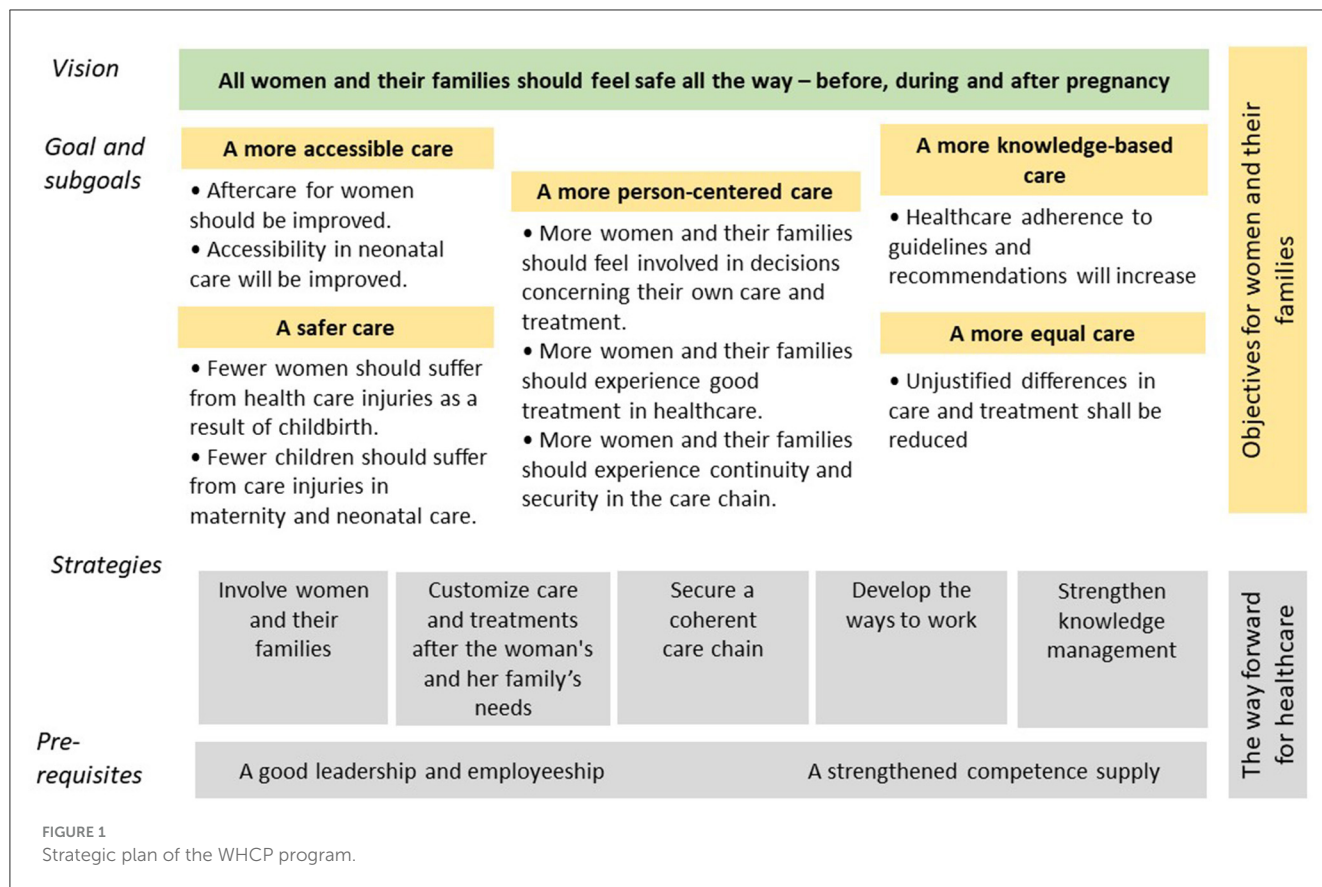 Vision
All women and their families should feel safe all the way – before, during and after pregnancy
Goal and
subgoals
A more accessible care
• Aftercare for women
should be improved.
• Accessibility in neonatal
care will be improved.
A safer care
• Fewer women should suffer
from health care injuries as a
result of childbirth.
• Fewer children should suffer
from care injuries in
maternity and neonatal care.
A more person-centered care
• More women and their families
should feel involved in decisions
concerning their own care and
treatment.
• More women and their families
should experience good
treatment in healthcare.
• More women and their families
should experience continuity and
security in the care chain.
A more knowledge-based
care
• Healthcare adherence to
guidelines and
recommendations will increase
A more equal care
• Unjustified differences in
care and treatment shall be
reduced
Objectives for women and their
families
Strategies
Involve women
and their
families
Customize care
and treatments
after the woman's
and her family’s
needs
Secure a
coherent
care chain
Develop the
ways to work
Strengthen
knowledge
management
Pre-
requisites
A good leadership and employeeship
A strengthened competence supply
The way forward
for healthcare
FIGURE 1
Strategic plan of the WHCP program.